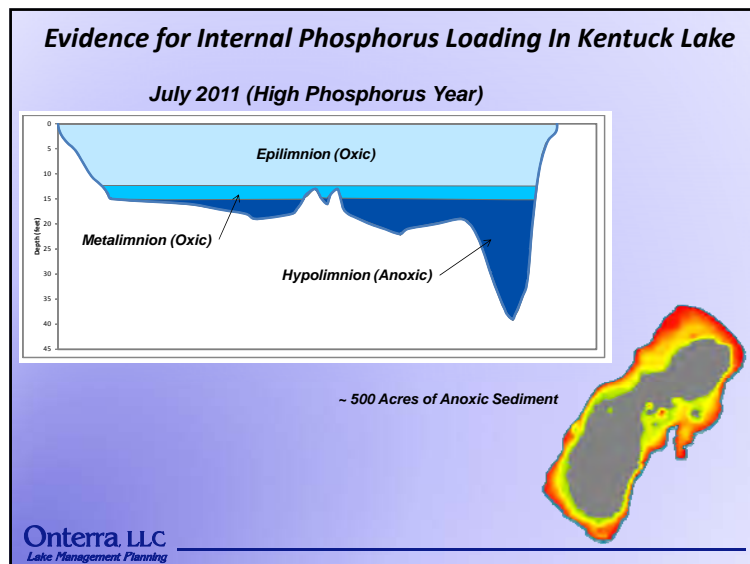 Evidence for Internal Phosphorus Loading In Kentuck Lake
July 2011 (High Phosphorus Year)
0
5
10
15
20
25
30
35
40
45
Depth (feet)
Epilimnion (Oxic)
Metalimnion (Oxic)
Hypolimnion (Anoxic)
~ 500 Acres of Anoxic Sediment
Onterra, LLC
Lake Management Planning